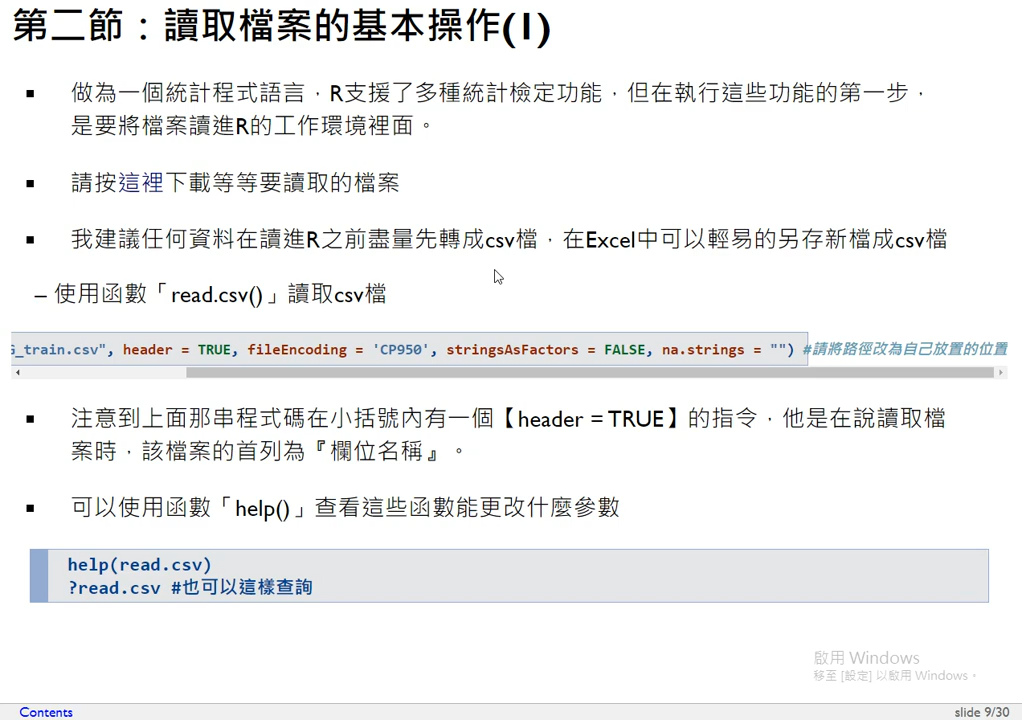 第二節：讀取檔案的基本操作(1)
做為一個統計程式語言，R支援了多種統計檢定功能，但在執行這些功能的第一步，
是要將檔案讀進R的工作環境裡面。
請按這裡下載等等要讀取的檔案
我建議任何資料在讀進R之前盡量先轉成csv檔，在Excel中可以輕易的另存新檔成csv檔
– 使用函數「read.csv()」讀取csv檔
G_train.csv", header = TRUE, fileEncoding = 'CP950', stringsAsFactors = FALSE, na.strings = "") #請將路徑改為自己放置的位置
注意到上面那串程式碼在小括號內有一個【header = TRUE】的指令，他是在說讀取檔
案時，該檔案的首列為『欄位名稱』。
可以使用函數「help()」查看這些函數能更改什麼參數
help(read.csv)
?read.csv #也可以這樣查詢
啟用 Windows
移至 [設定] 以啟用 Windows。
Contents
slide 9/30